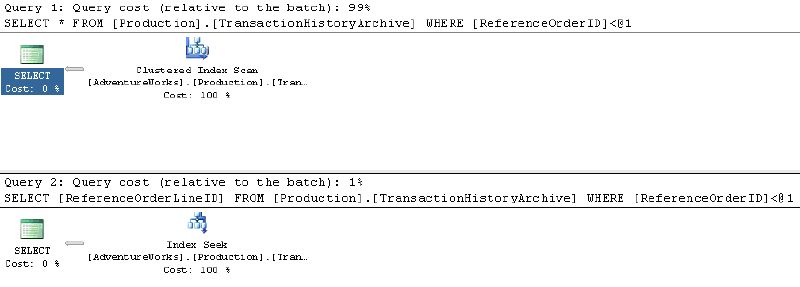 Query 1: Query cost (relative to the batch): 99%
SELECT * FROM [Production].[TransactionHistoryArchive] WHERE [ReferenceOrderID]<@1
SELECT
Cost: 0 %
Clustered Index Scan
[AdventureWorks].[Production].[Tran…
Cost: 100 %
Query 2: Query cost (relative to the batch): 1%
SELECT [ReferenceOrderLineID] FROM [Production].[TransactionHistoryArchive] WHERE [ReferenceOrderID]<@1
SELECT
Cost: 0 %
Index Seek
[AdventureWorks].[Production].[Tran…
Cost: 100 %